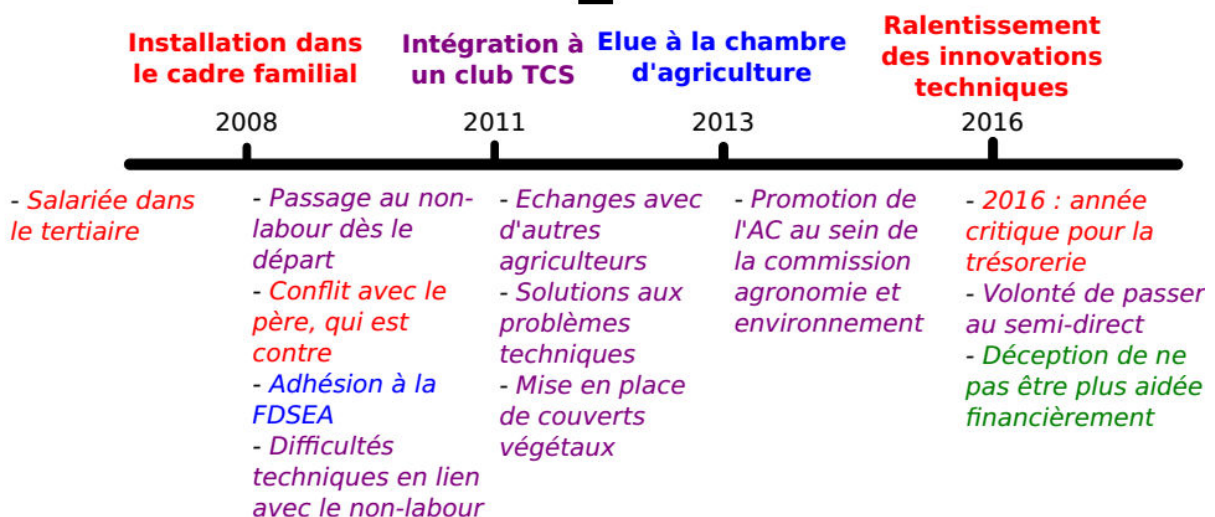 Installation dans
le cadre familial
Intégration à
un club TCS
Elue à la chambre
d'agriculture
Ralentissement
des innovations
techniques
2008
2011
2013
2016
- Salariée dans
le tertiaire
- Passage au non-
labour dès le
départ
- Conflit avec le
père, qui est
contre
- Adhésion à la
FDSEA
- Difficultés
techniques en lien
avec le non-labour
- Echanges avec
d'autres
agriculteurs
- Solutions aux
problèmes
techniques
- Mise en place
de couverts
végétaux
- Promotion de
l'AC au sein de
la commission
agronomie et
environnement
- 2016 : année
critique pour la
trésorerie
- Volonté de passer
au semi-direct
- Déception de ne
pas être plus aidée
financièrement